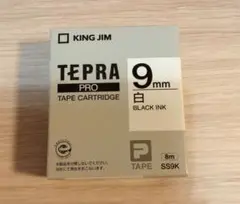 KING JIM
TEPRA
PRO
TAPE CARTRIDGE
9mm
白
BLACK INK
P
TAPE
8m
SS9K